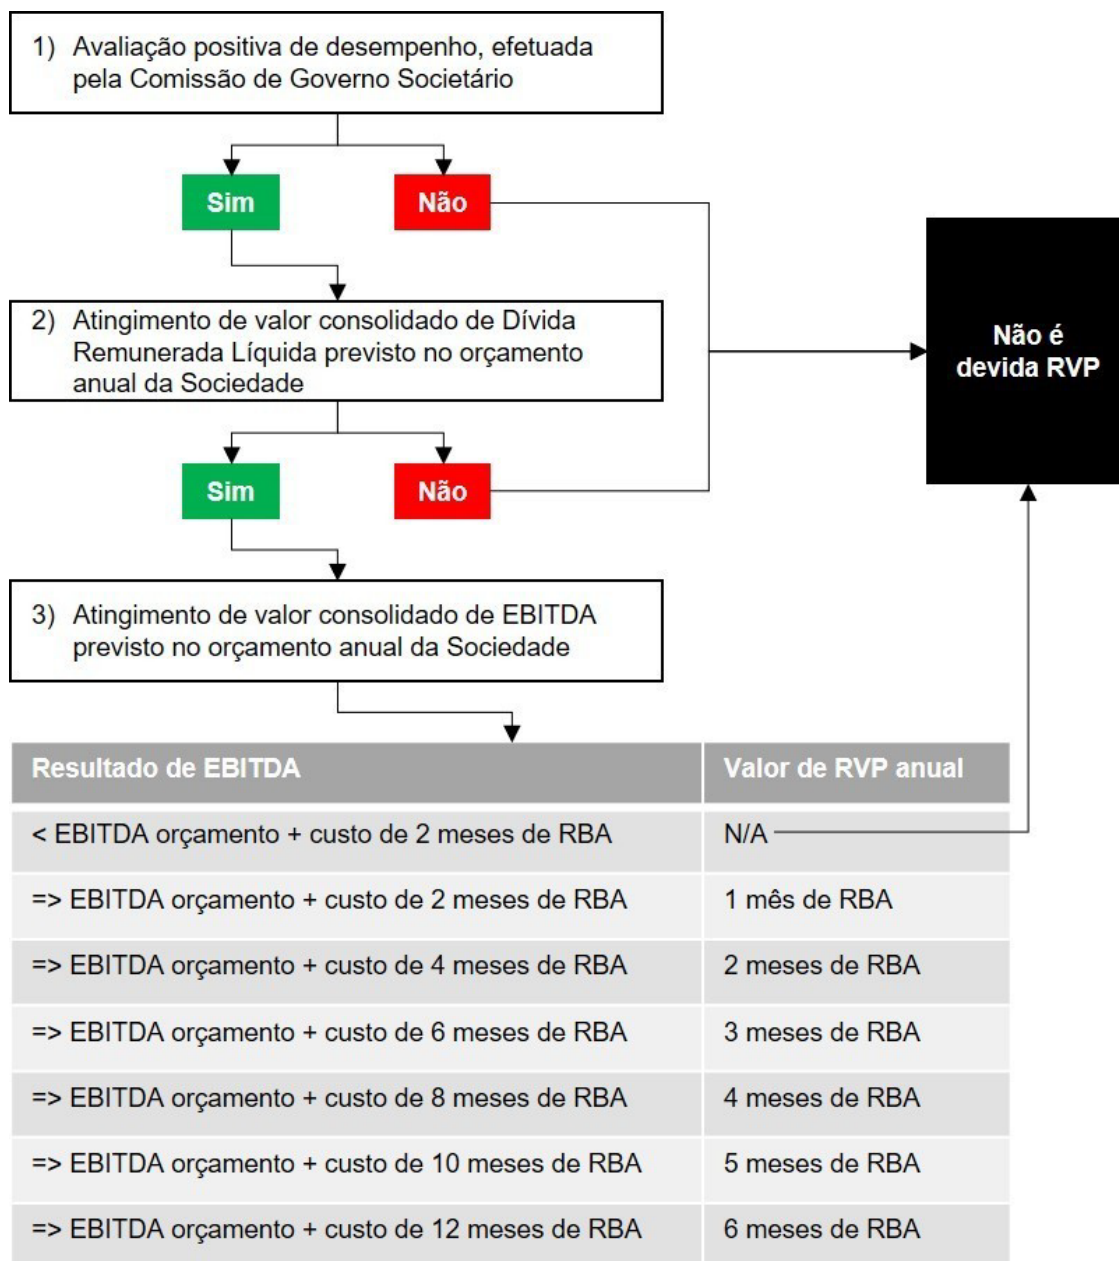 1) Avaliação positiva de desempenho, efetuada
pela Comissão de Governo Societário
Sim
Não
2) Atingimento de valor consolidado de Dívida
Remunerada Líquida previsto no orçamento
anual da Sociedade
Não é
devida RVP
Sim
Não
3) Atingimento de valor consolidado de EBITDA
previsto no orçamento anual da Sociedade
Resultado de EBITDA Valor de RVP anual
< EBITDA orçamento + custo de 2 meses de RBA N/A
=> EBITDA orçamento + custo de 2 meses de RBA 1 mês de RBA
=> EBITDA orçamento + custo de 4 meses de RBA 2 meses de RBA
=> EBITDA orçamento + custo de 6 meses de RBA 3 meses de RBA
=> EBITDA orçamento + custo de 8 meses de RBA 4 meses de RBA
=> EBITDA orçamento + custo de 10 meses de RBA 5 meses de RBA
=> EBITDA orçamento + custo de 12 meses de RBA 6 meses de RBA